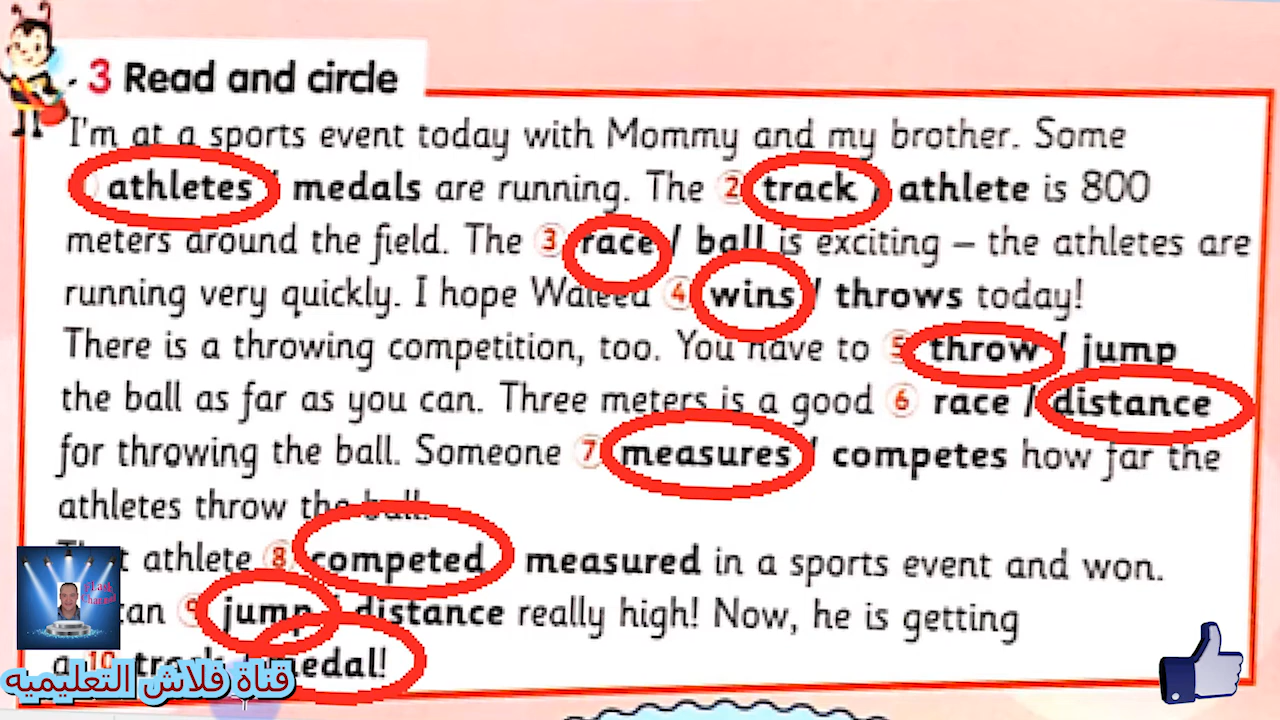 3 Read and circle
I'm at a sports event today with Mommy and my brother. Some
athletes / medals are running. The 2 track / athlete is 800
meters around the field. The 3 race / ball is exciting – the athletes are
running very quickly. I hope Waleed 4 wins / throws today!
There is a throwing competition, too. You have to 5 throw / jump
the ball as far as you can. Three meters is a good 6 race / distance
for throwing the ball. Someone 7 measures / competes how far the
athletes throw the ball.
athlete 8 competed measured in a sports event and won.
can 9 jump / distance really high! Now, he is getting
a 10 track / medal!
Flash Channel
قناة فلاش التعليميه